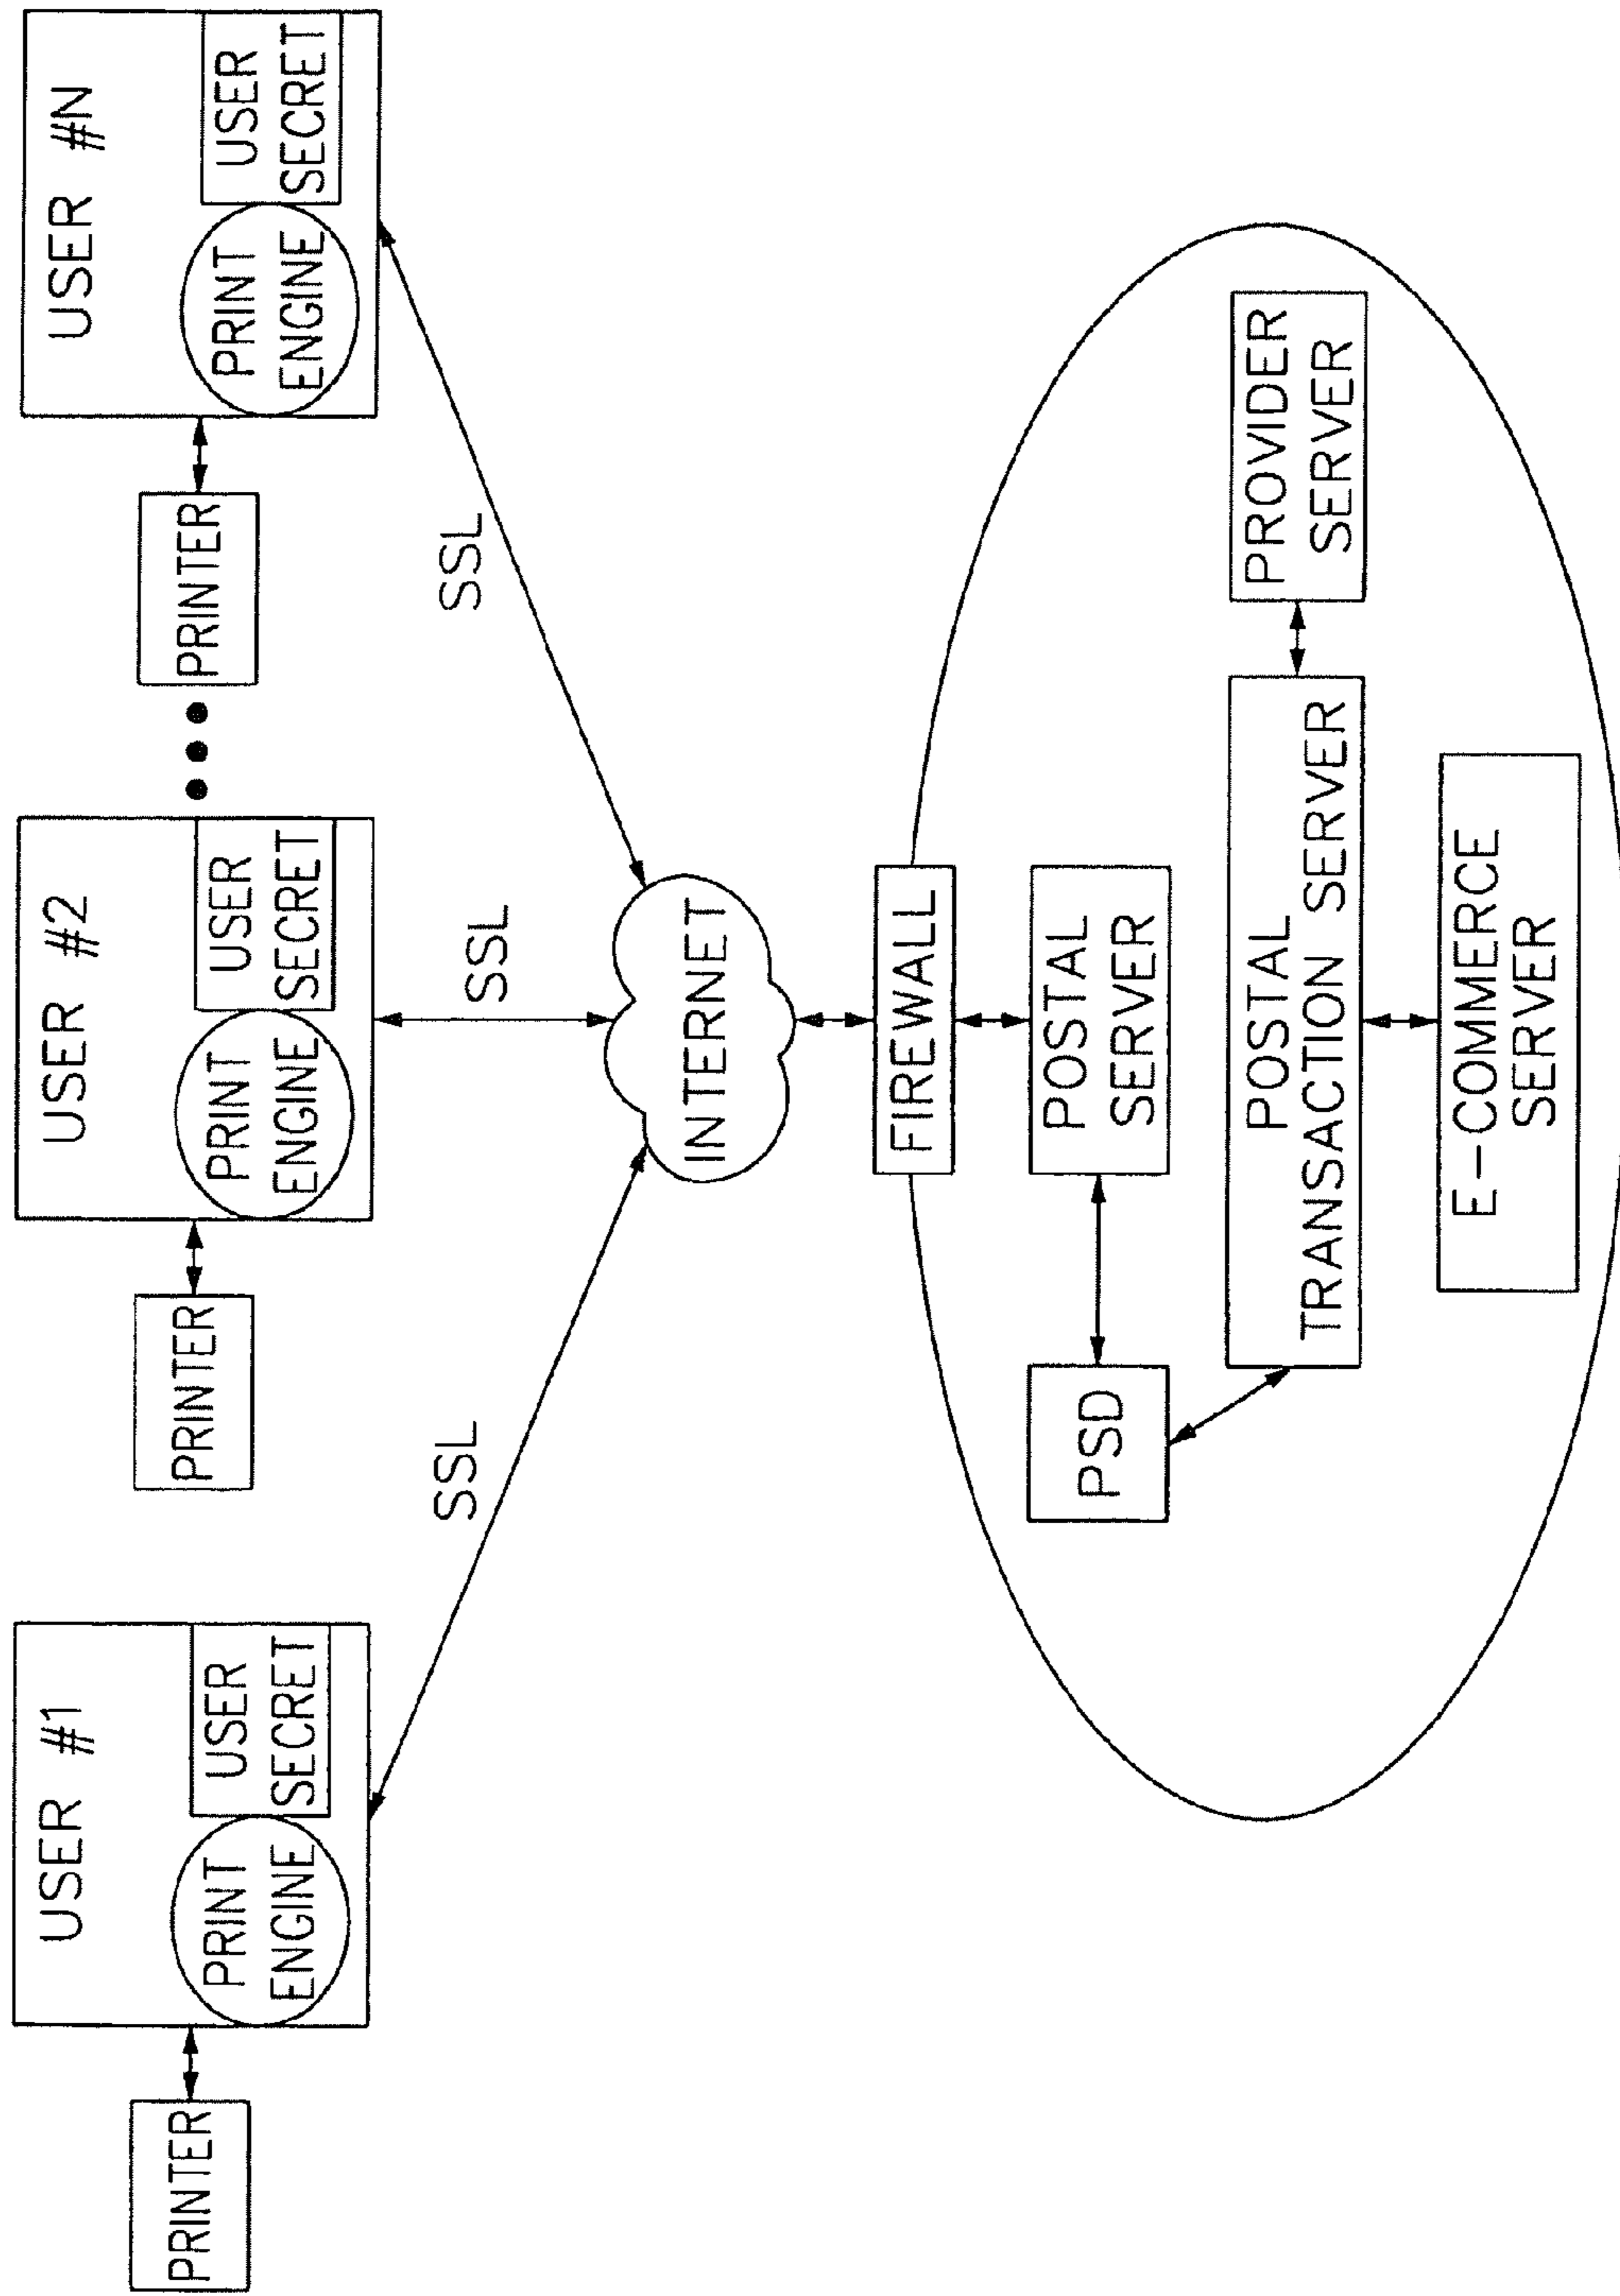 USER #1
PRINT
ENGINE
USER
SECRET
PRINTER
USER #2
PRINT
ENGINE
USER
SECRET
PRINTER
USER #N
PRINT
ENGINE
USER
SECRET
PRINTER
SSL
SSL
SSL
INTERNET
FIREWALL
POSTAL
SERVER
PSD
POSTAL
TRANSACTION SERVER
PROVIDER
SERVER
E-COMMERCE
SERVER